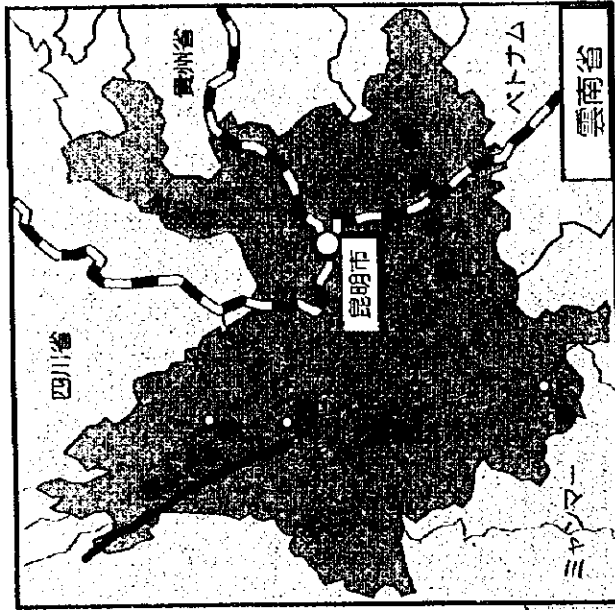 四川省
貴州省
昆明市
ベトナム
ミャンマー
雲南省